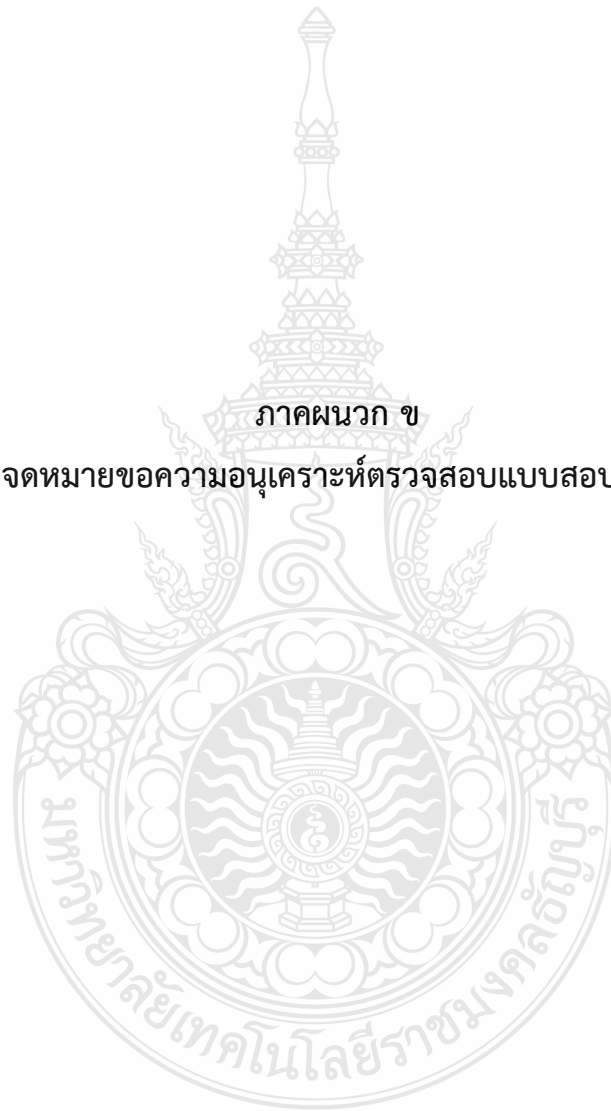 ภาคผนวก ข
จดหมายขอความอนุเคราะห์ตรวจสอบแบบสอบ
มหาวิทยาลัยเทคโนโลยีราชมงคลธัญบุรี